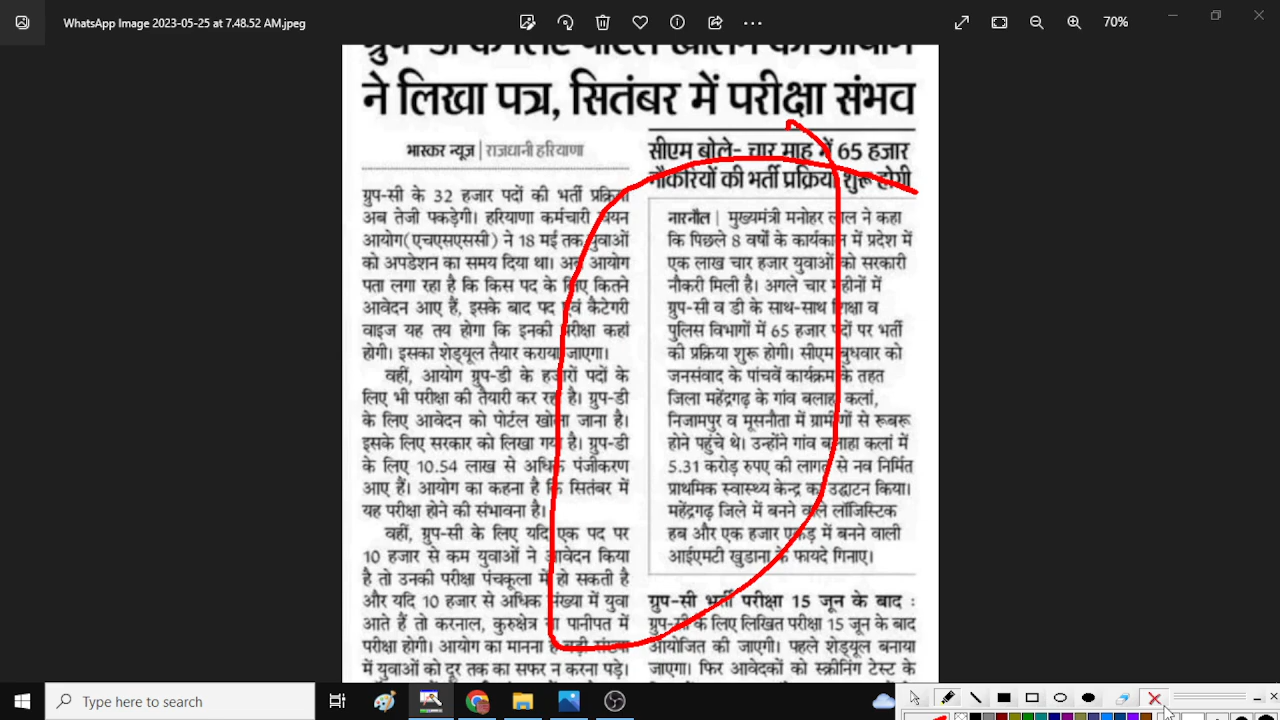 WhatsApp Image 2023-05-25 at 7.48.52 AM.jpeg
70%
ग्रुप-डी के लिए पोर्टल खोलने को आयोग
ने लिखा पत्र, सितंबर में परीक्षा संभव
भास्कर न्यूज | राजधानी हरियाणा
ग्रुप-सी के 32 हजार पदों की भर्ती प्रक्रिया
अब तेजी पकड़ेगी। हरियाणा कर्मचारी चयन
आयोग(एचएसएससी) ने 18 मई तक युवाओं
को अपडेशन का समय दिया था। अब आयोग
पता लगा रहा है कि किस पद के लिए कितने
आवेदन आए हैं, इसके बाद पद एवं कैटेगरी
वाइज यह तय होगा कि इनकी परीक्षा कहां
होगी। इसका शेड्यूल तैयार कराया जाएगा।
वहीं, आयोग ग्रुप-डी के हजारों पदों के
लिए भी परीक्षा की तैयारी कर रहा है। ग्रुप-डी
के लिए आवेदन को पोर्टल खोला जाना है।
इसके लिए सरकार को लिखा गया है। ग्रुप-डी
के लिए 10.54 लाख से अधिक पंजीकरण
आए हैं। आयोग का कहना है कि सितंबर में
यह परीक्षा होने की संभावना है।
वहीं, ग्रुप-सी के लिए यदि एक पद पर
10 हजार से कम युवाओं ने आवेदन किया
है तो उनकी परीक्षा पंचकूला में हो सकती है
और यदि 10 हजार से अधिक संख्या में युवा
आते हैं तो करनाल, कुरुक्षेत्र या पानीपत में
परीक्षा होगी। आयोग का मानना है बड़ी संख्या
में युवाओं को दूर तक का सफर न करना पड़े।
सीएम बोले- चार माह में 65 हजार
नौकरियों की भर्ती प्रक्रिया शुरू होगी
नारनौल | मुख्यमंत्री मनोहर लाल ने कहा
कि पिछले 8 वर्षों के कार्यकाल में प्रदेश में
एक लाख चार हजार युवाओं को सरकारी
नौकरी मिली है। अगले चार महीनों में
ग्रुप-सी व डी के साथ-साथ शिक्षा व
पुलिस विभागों में 65 हजार पदों पर भर्ती
की प्रक्रिया शुरू होगी। सीएम बुधवार को
जनसंवाद के पांचवें कार्यक्रम के तहत
जिला महेंद्रगढ़ के गांव बलाहा कलां,
निजामपुर व मूसनौता में ग्रामीणों से रूबरू
होने पहुंचे थे। उन्होंने गांव बलाहा कलां में
5.31 करोड़ रुपए की लागत से नव निर्मित
प्राथमिक स्वास्थ्य केन्द्र का उद्घाटन किया।
महेंद्रगढ़ जिले में बनने वाले लॉजिस्टिक
हब और एक हजार एकड़ में बनने वाली
आईएमटी खुडाना के फायदे गिनाए।
ग्रुप-सी भर्ती परीक्षा 15 जून के बाद :
ग्रुप-सी के लिए लिखित परीक्षा 15 जून के बाद
आयोजित की जाएगी। पहले शेड्यूल बनाया
जाएगा। फिर आवेदकों को स्क्रीनिंग टेस्ट के
Type here to search